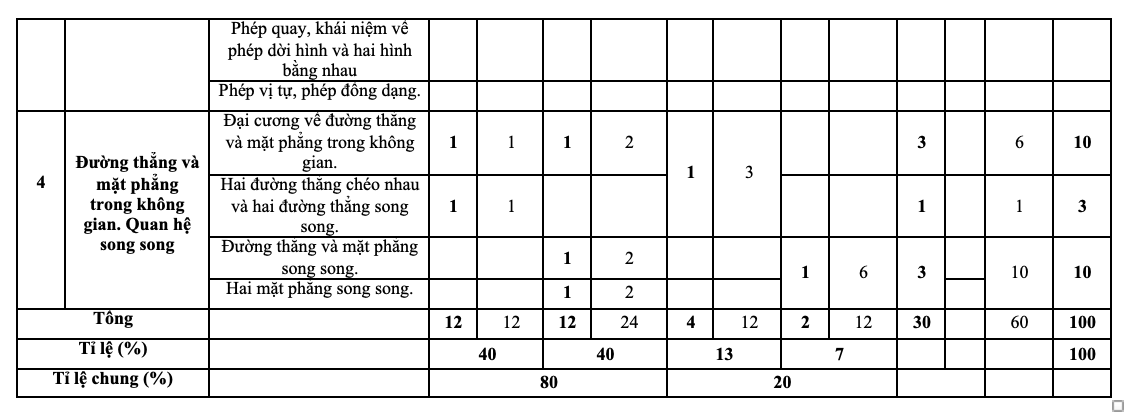 Phép quay, khái niệm về
phép dời hình và hai hình
bằng nhau
Phép vị tự, phép đồng dạng.
4
Đường thẳng và
mặt phẳng
trong không
gian. Quan hệ
song song
Đại cương về đường thẳng
và mặt phẳng trong không
gian.
1 1 1 2 1 3 3 6 10
Hai đường thẳng chéo nhau
và hai đường thẳng song
song.
1 1 1 1 3
Đường thẳng và mặt phẳng
song song.
1 2 1 6 3 10 10
Hai mặt phẳng song song.
1 2
Tổng 12 12 12 24 4 12 2 12 30 60 100
Tỉ lệ (%) 40 40 13 7 100
Tỉ lệ chung (%) 80 20